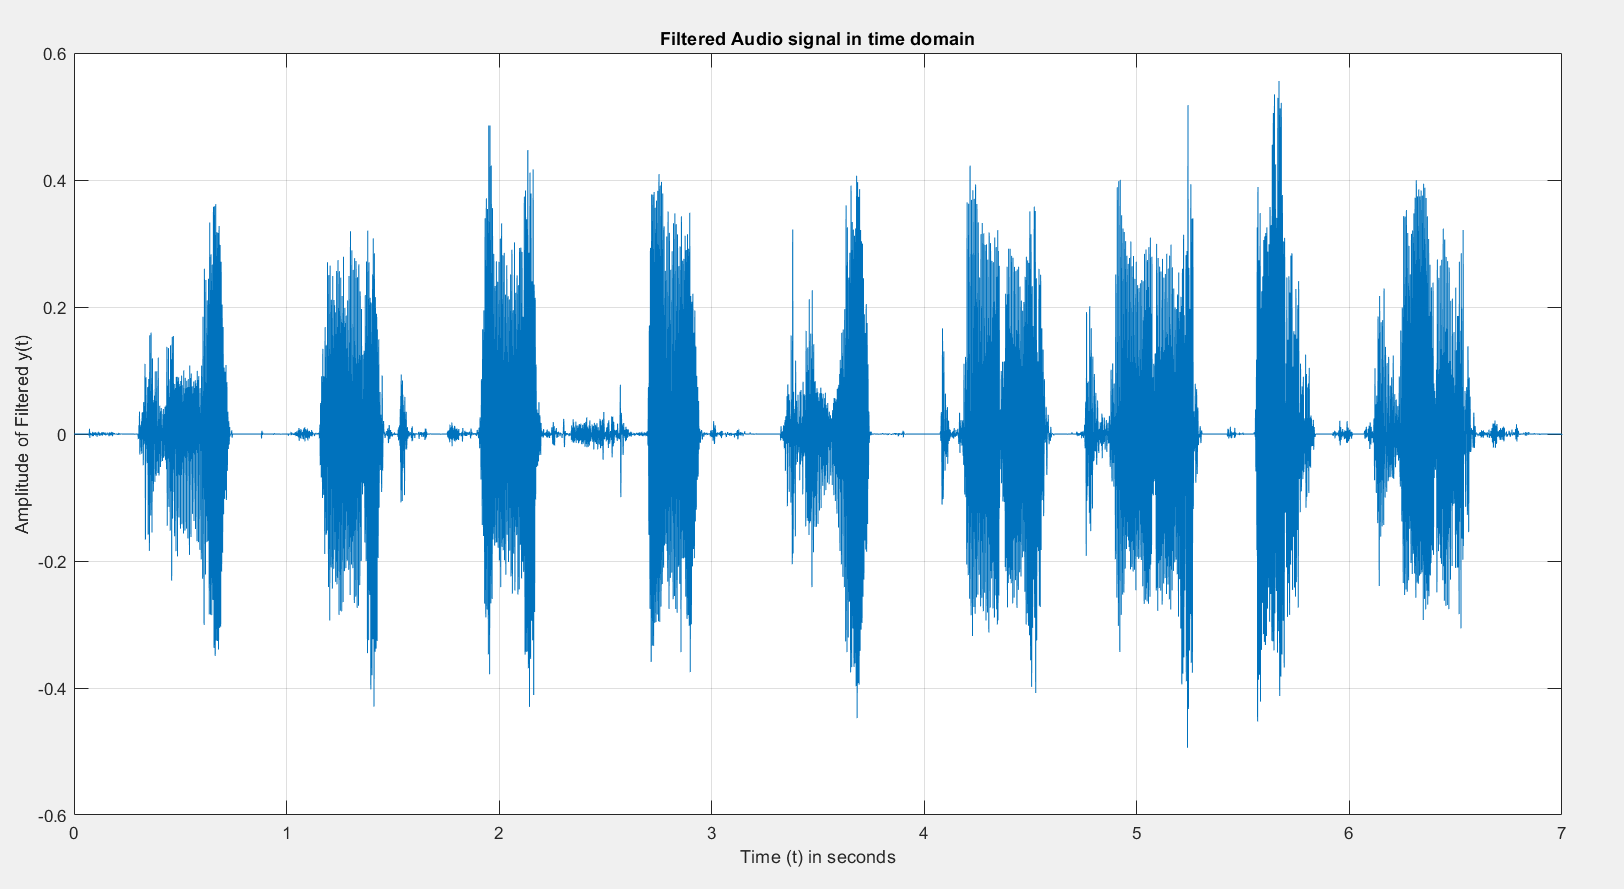 Filtered Audio signal in time domain
0.6
0.4
0.2
0
-0.2
-0.4
-0.6
Amplitude of Filtered y(t)
0 1 2 3 4 5 6 7
Time (t) in seconds